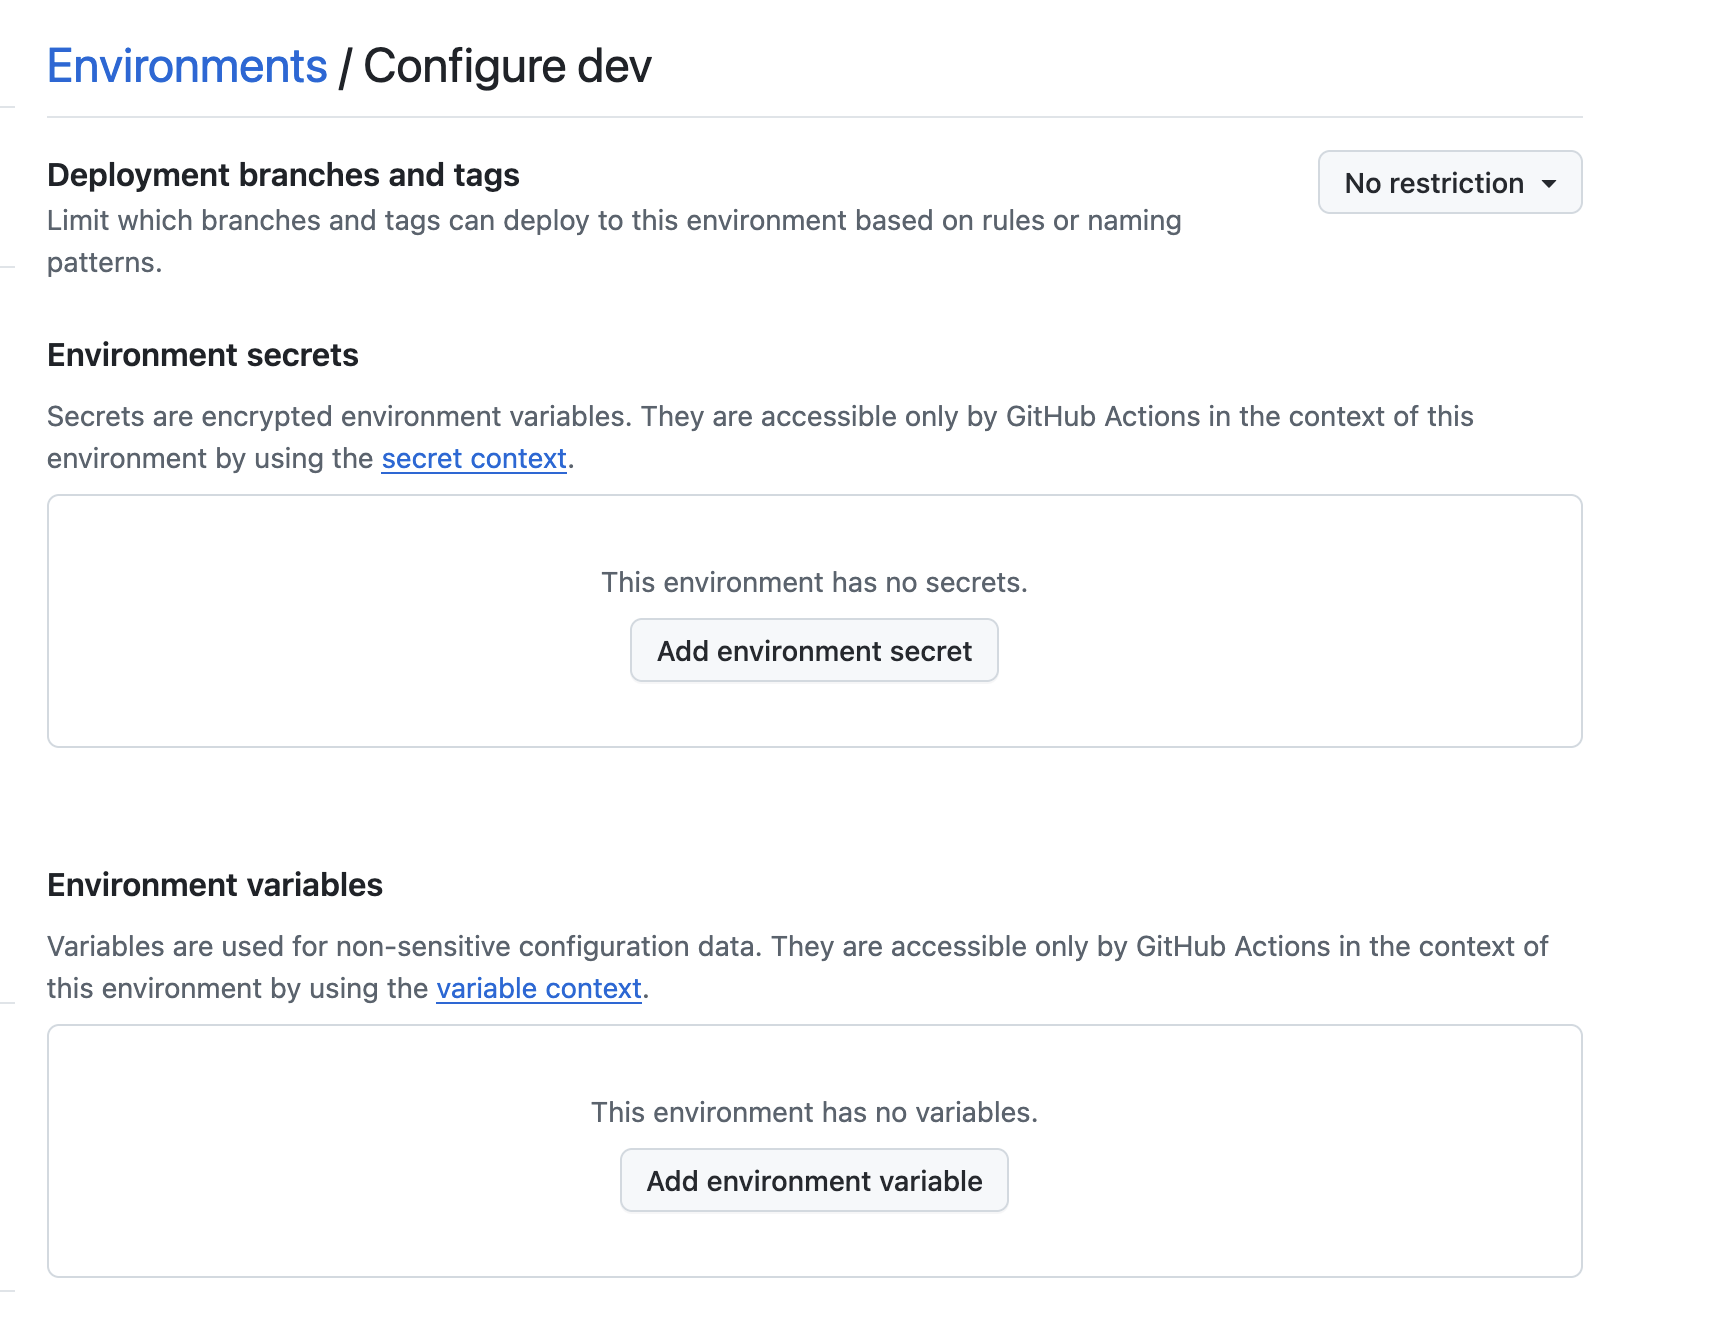 Environments / Configure dev
Deployment branches and tags
No restriction
Limit which branches and tags can deploy to this environment based on rules or naming
patterns.
Environment secrets
Secrets are encrypted environment variables. They are accessible only by GitHub Actions in the context of this
environment by using the secret context.
This environment has no secrets.
Add environment secret
Environment variables
Variables are used for non-sensitive configuration data. They are accessible only by GitHub Actions in the context of
this environment by using the variable context.
This environment has no variables.
Add environment variable